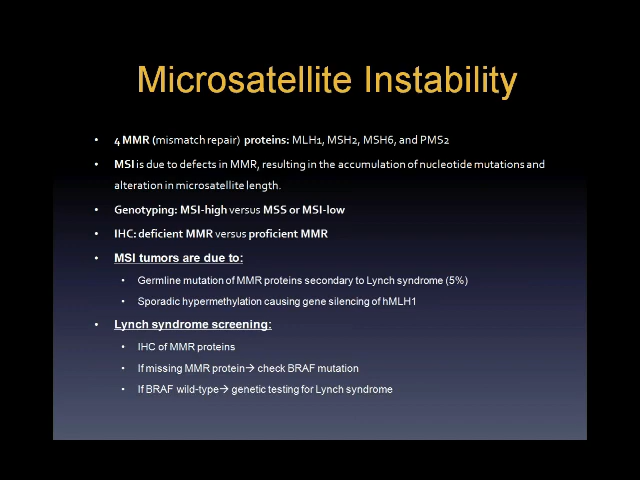 Microsatellite Instability
• 4 MMR (mismatch repair) proteins: MLH1, MSH2, MSH6, and PMS2
• MSI is due to defects in MMR, resulting in the accumulation of nucleotide mutations and
alteration in microsatellite length.
• Genotyping: MSI-high versus MSS or MSI-low
• IHC: deficient MMR versus proficient MMR
• MSI tumors are due to:
• Germline mutation of MMR proteins secondary to Lynch syndrome (5%)
• Sporadic hypermethylation causing gene silencing of hMLH1
• Lynch syndrome screening:
• IHC of MMR proteins
• If missing MMR protein→ check BRAF mutation
• If BRAF wild-type→ genetic testing for Lynch syndrome